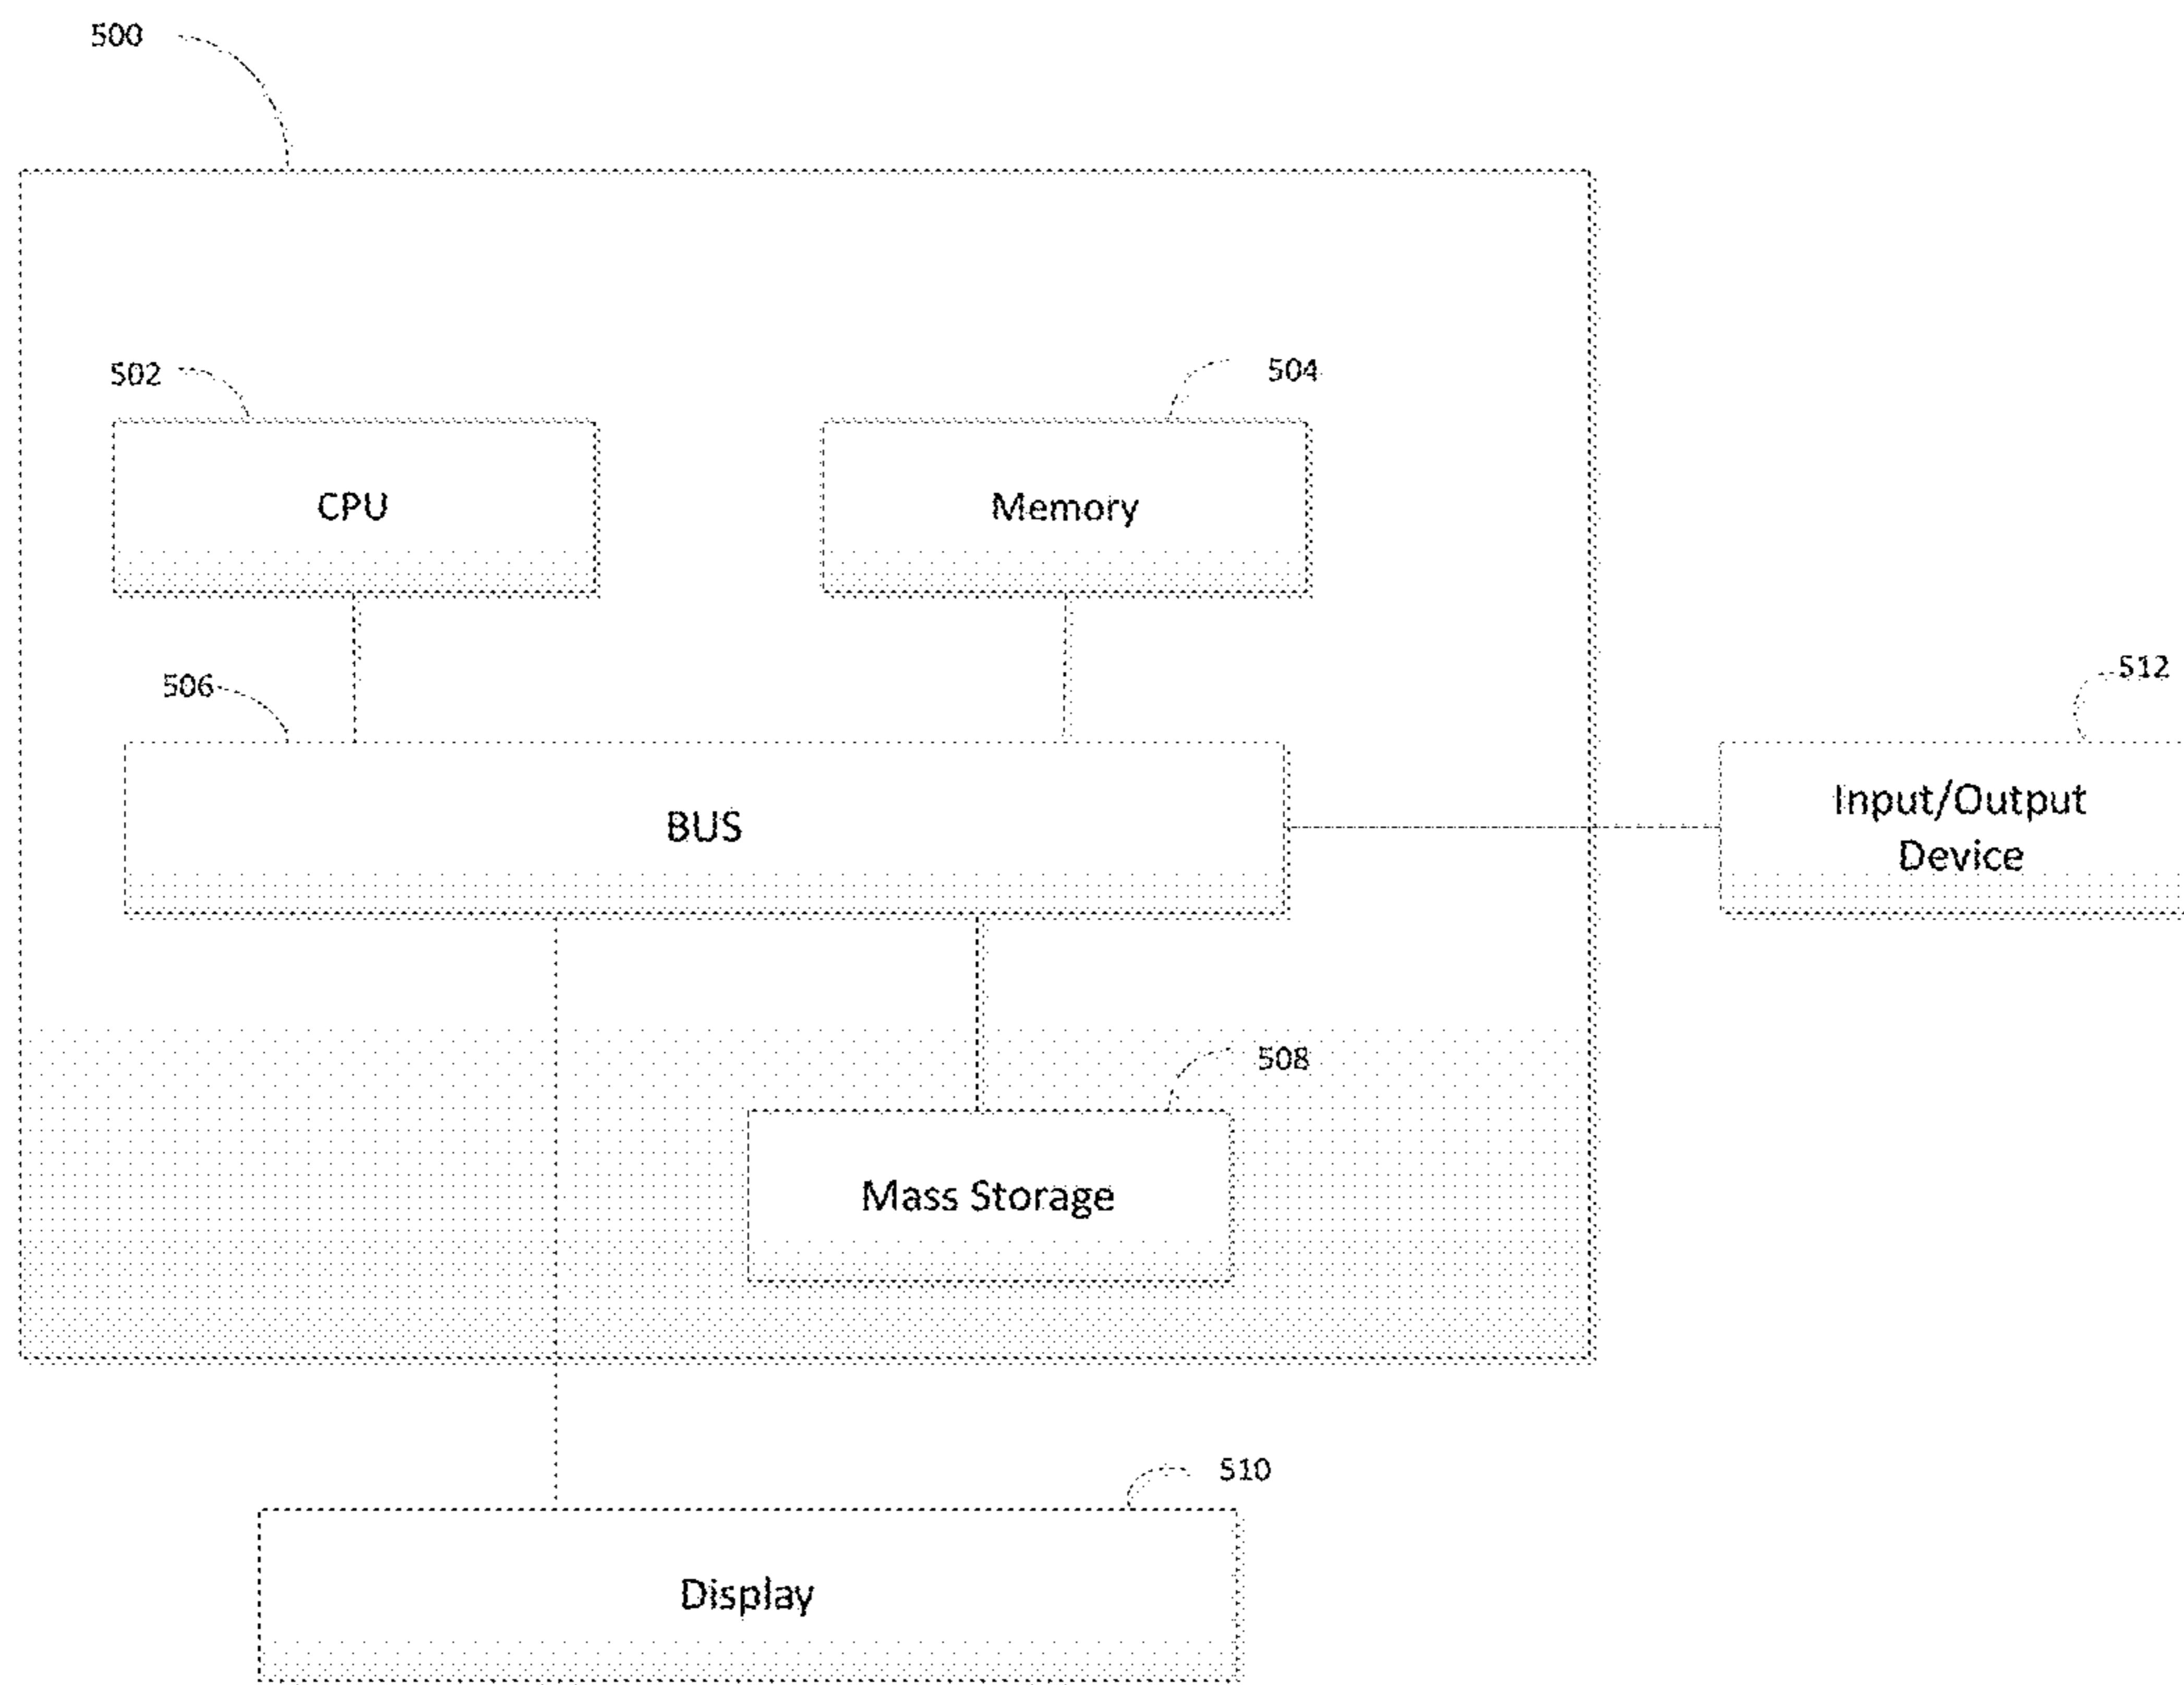 500
502
504
CPU
Memory
506
512
BUS
Input/Output
Device
508
Mass Storage
510
Display